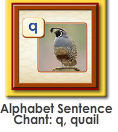 q
Alphabet Sentence
Chant: q, quail